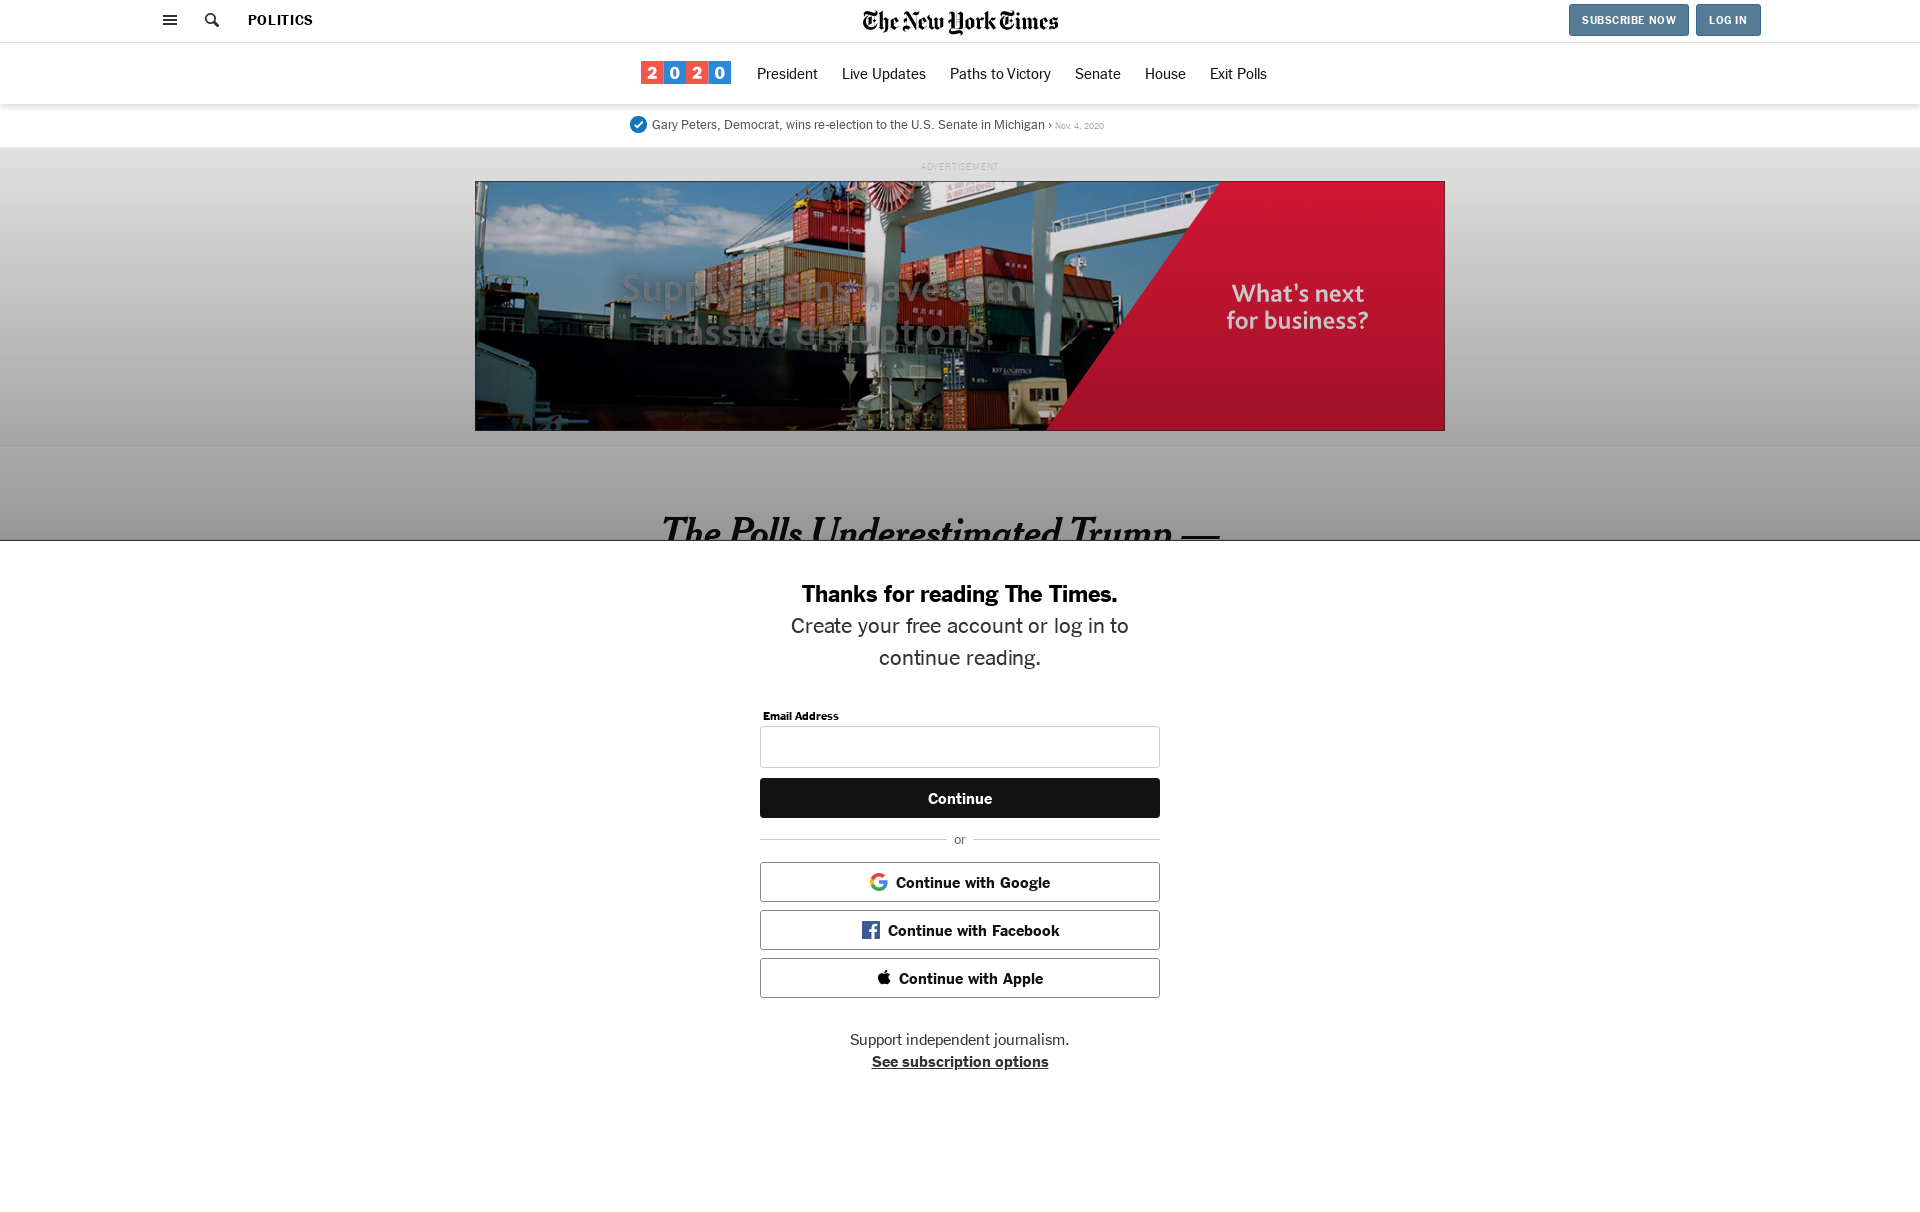 POLITICS
The New York Times
SUBSCRIBE NOW
LOG IN
2020
President
Live Updates
Paths to Victory
Senate
House
Exit Polls
Gary Peters, Democrat, wins re-election to the U.S. Senate in Michigan › Nov. 4, 2020
ADVERTISEMENT
Supply chains have seen
massive disruptions.
What's next
for business?
The Polls Underestimated Trump —
Thanks for reading The Times.
Create your free account or log in to
continue reading.
Email Address
Continue
or
Continue with Google
Continue with Facebook
Continue with Apple
Support independent journalism.
See subscription options